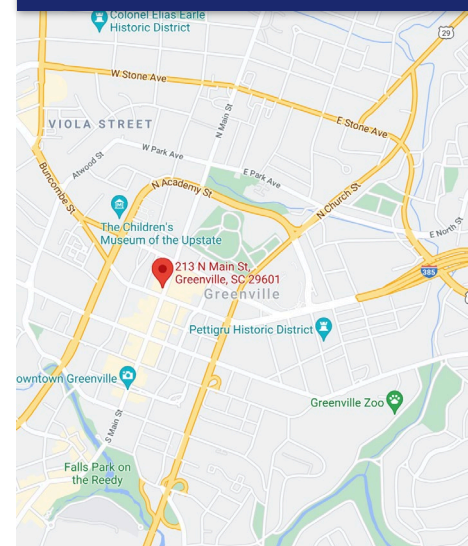 Colonel Elias Earle
Historic District
29
W Stone Ave
N Main St
E Stone Ave
VIOLA STREET
Atwood St
W Park Ave
E Park Ave
Buncombe St
N Academy St
N Church St
E North St
The Children's
Museum of the Upstate
213 N Main St,
Greenville, SC 29601
Greenville
385
Pettigru Historic District
owntown Greenville
Greenville Zoo
S Main St
Falls Park on
the Reedy